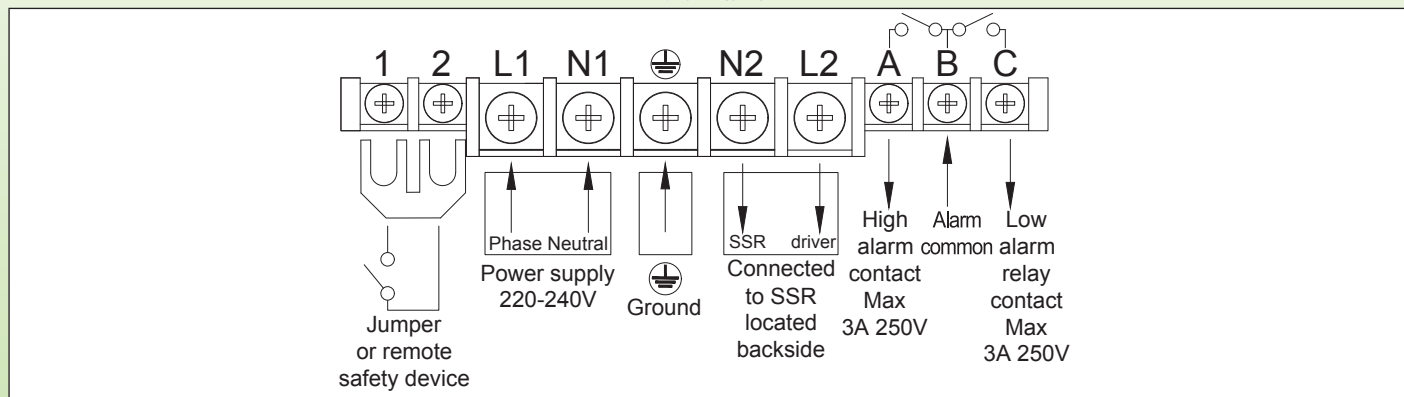 1 2 L1 N1 N2 L2 A B C
Phase Neutral
Power supply
220-240V
Jumper
or remote
safety device
Ground
SSR driver
Connected
to SSR
located
backside
High
alarm
contact
Max
3A 250V
Alarm
common
Low
alarm
relay
contact
Max
3A 250V